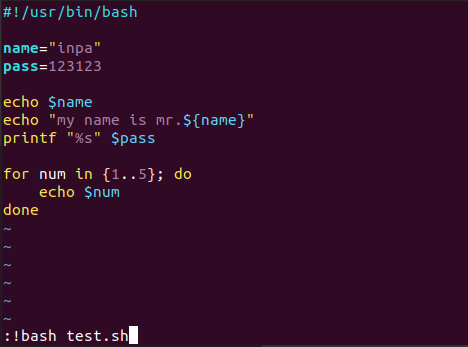 #!/usr/bin/bash
name="inpa"
pass=123123
echo $name
echo "my name is mr.${name}"
printf "%s" $pass
for num in {1..5}; do
    echo $num
done
~
~
~
~
~
~
:!bash test.sh